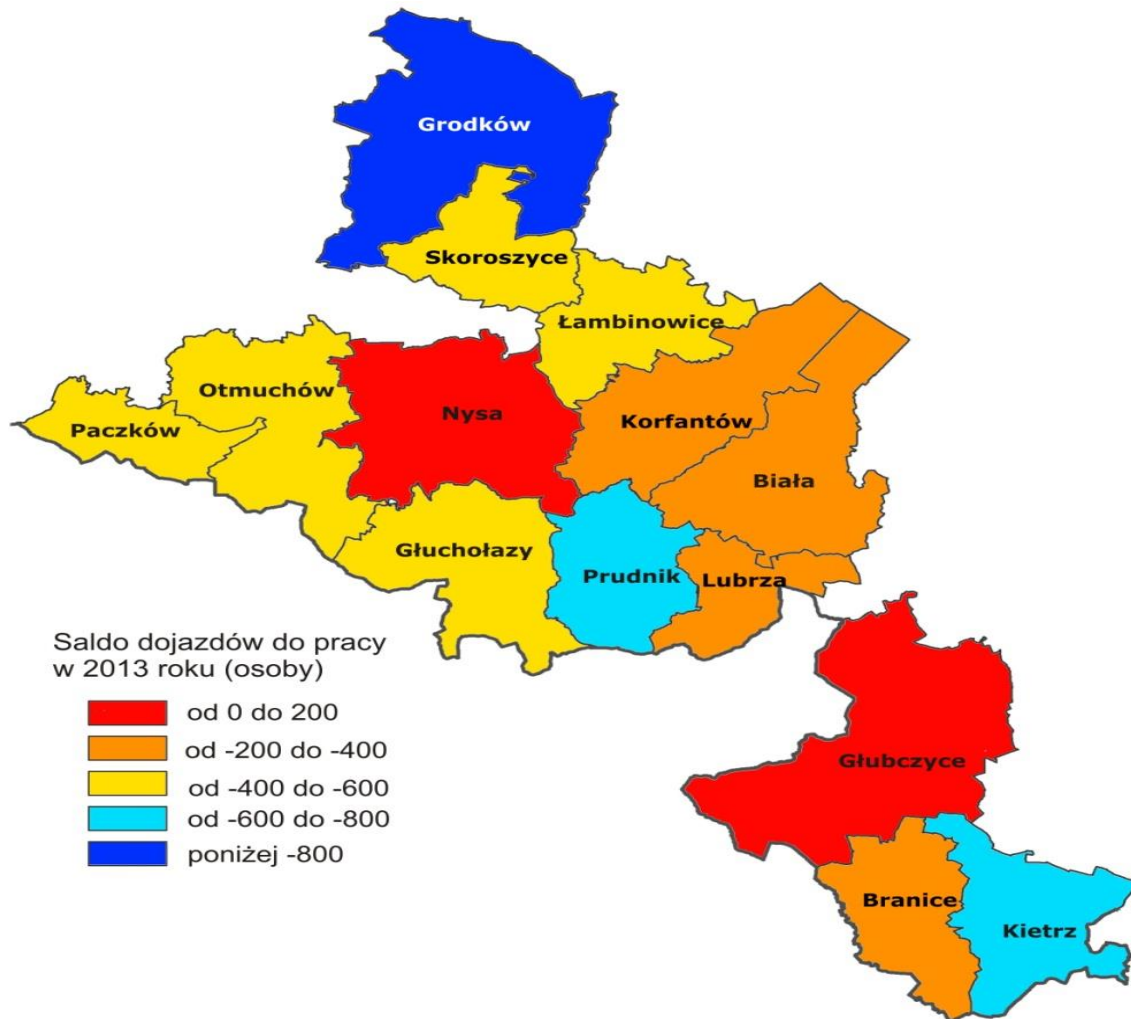 Grodków
Skoroszyce
Łambinowice
Otmuchów
Nysa
Korfantów
Paczków
Biała
Głuchołazy
Prudnik
Lubrza
Saldo dojazdów do pracy
w 2013 roku (osoby)
od 0 do 200
od -200 do -400
od -400 do -600
od -600 do -800
poniżej -800
Głubczyce
Branice
Kietrz